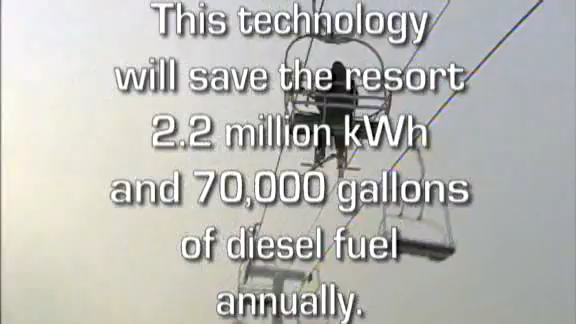 This technology
will save the resort
2.2 million kWh
and 70,000 gallons
of diesel fuel
annually.